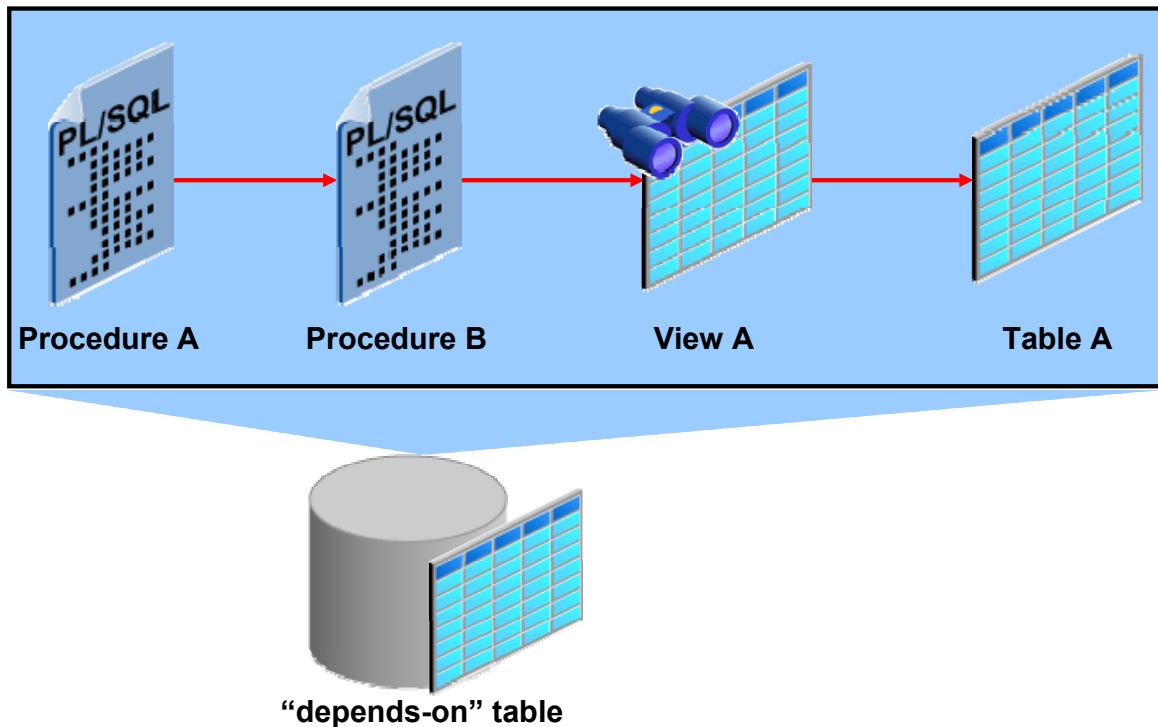 PL/SQL
PL/SQL
Procedure A
Procedure B
View A
Table A
“depends-on” table